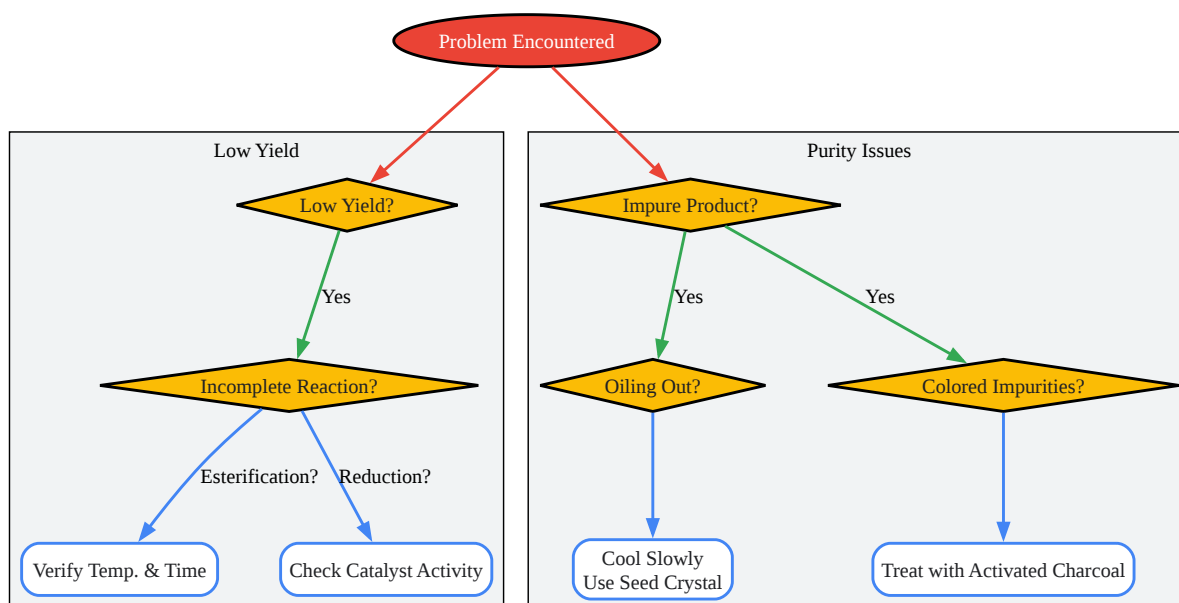 Problem Encountered
Low Yield
Purity Issues
Low Yield?
Impure Product?
Yes
Yes
Yes
Incomplete Reaction?
Oiling Out?
Colored Impurities?
Esterification?
Reduction?
Verify Temp. & Time
Check Catalyst Activity
Cool Slowly
Use Seed Crystal
Treat with Activated Charcoal